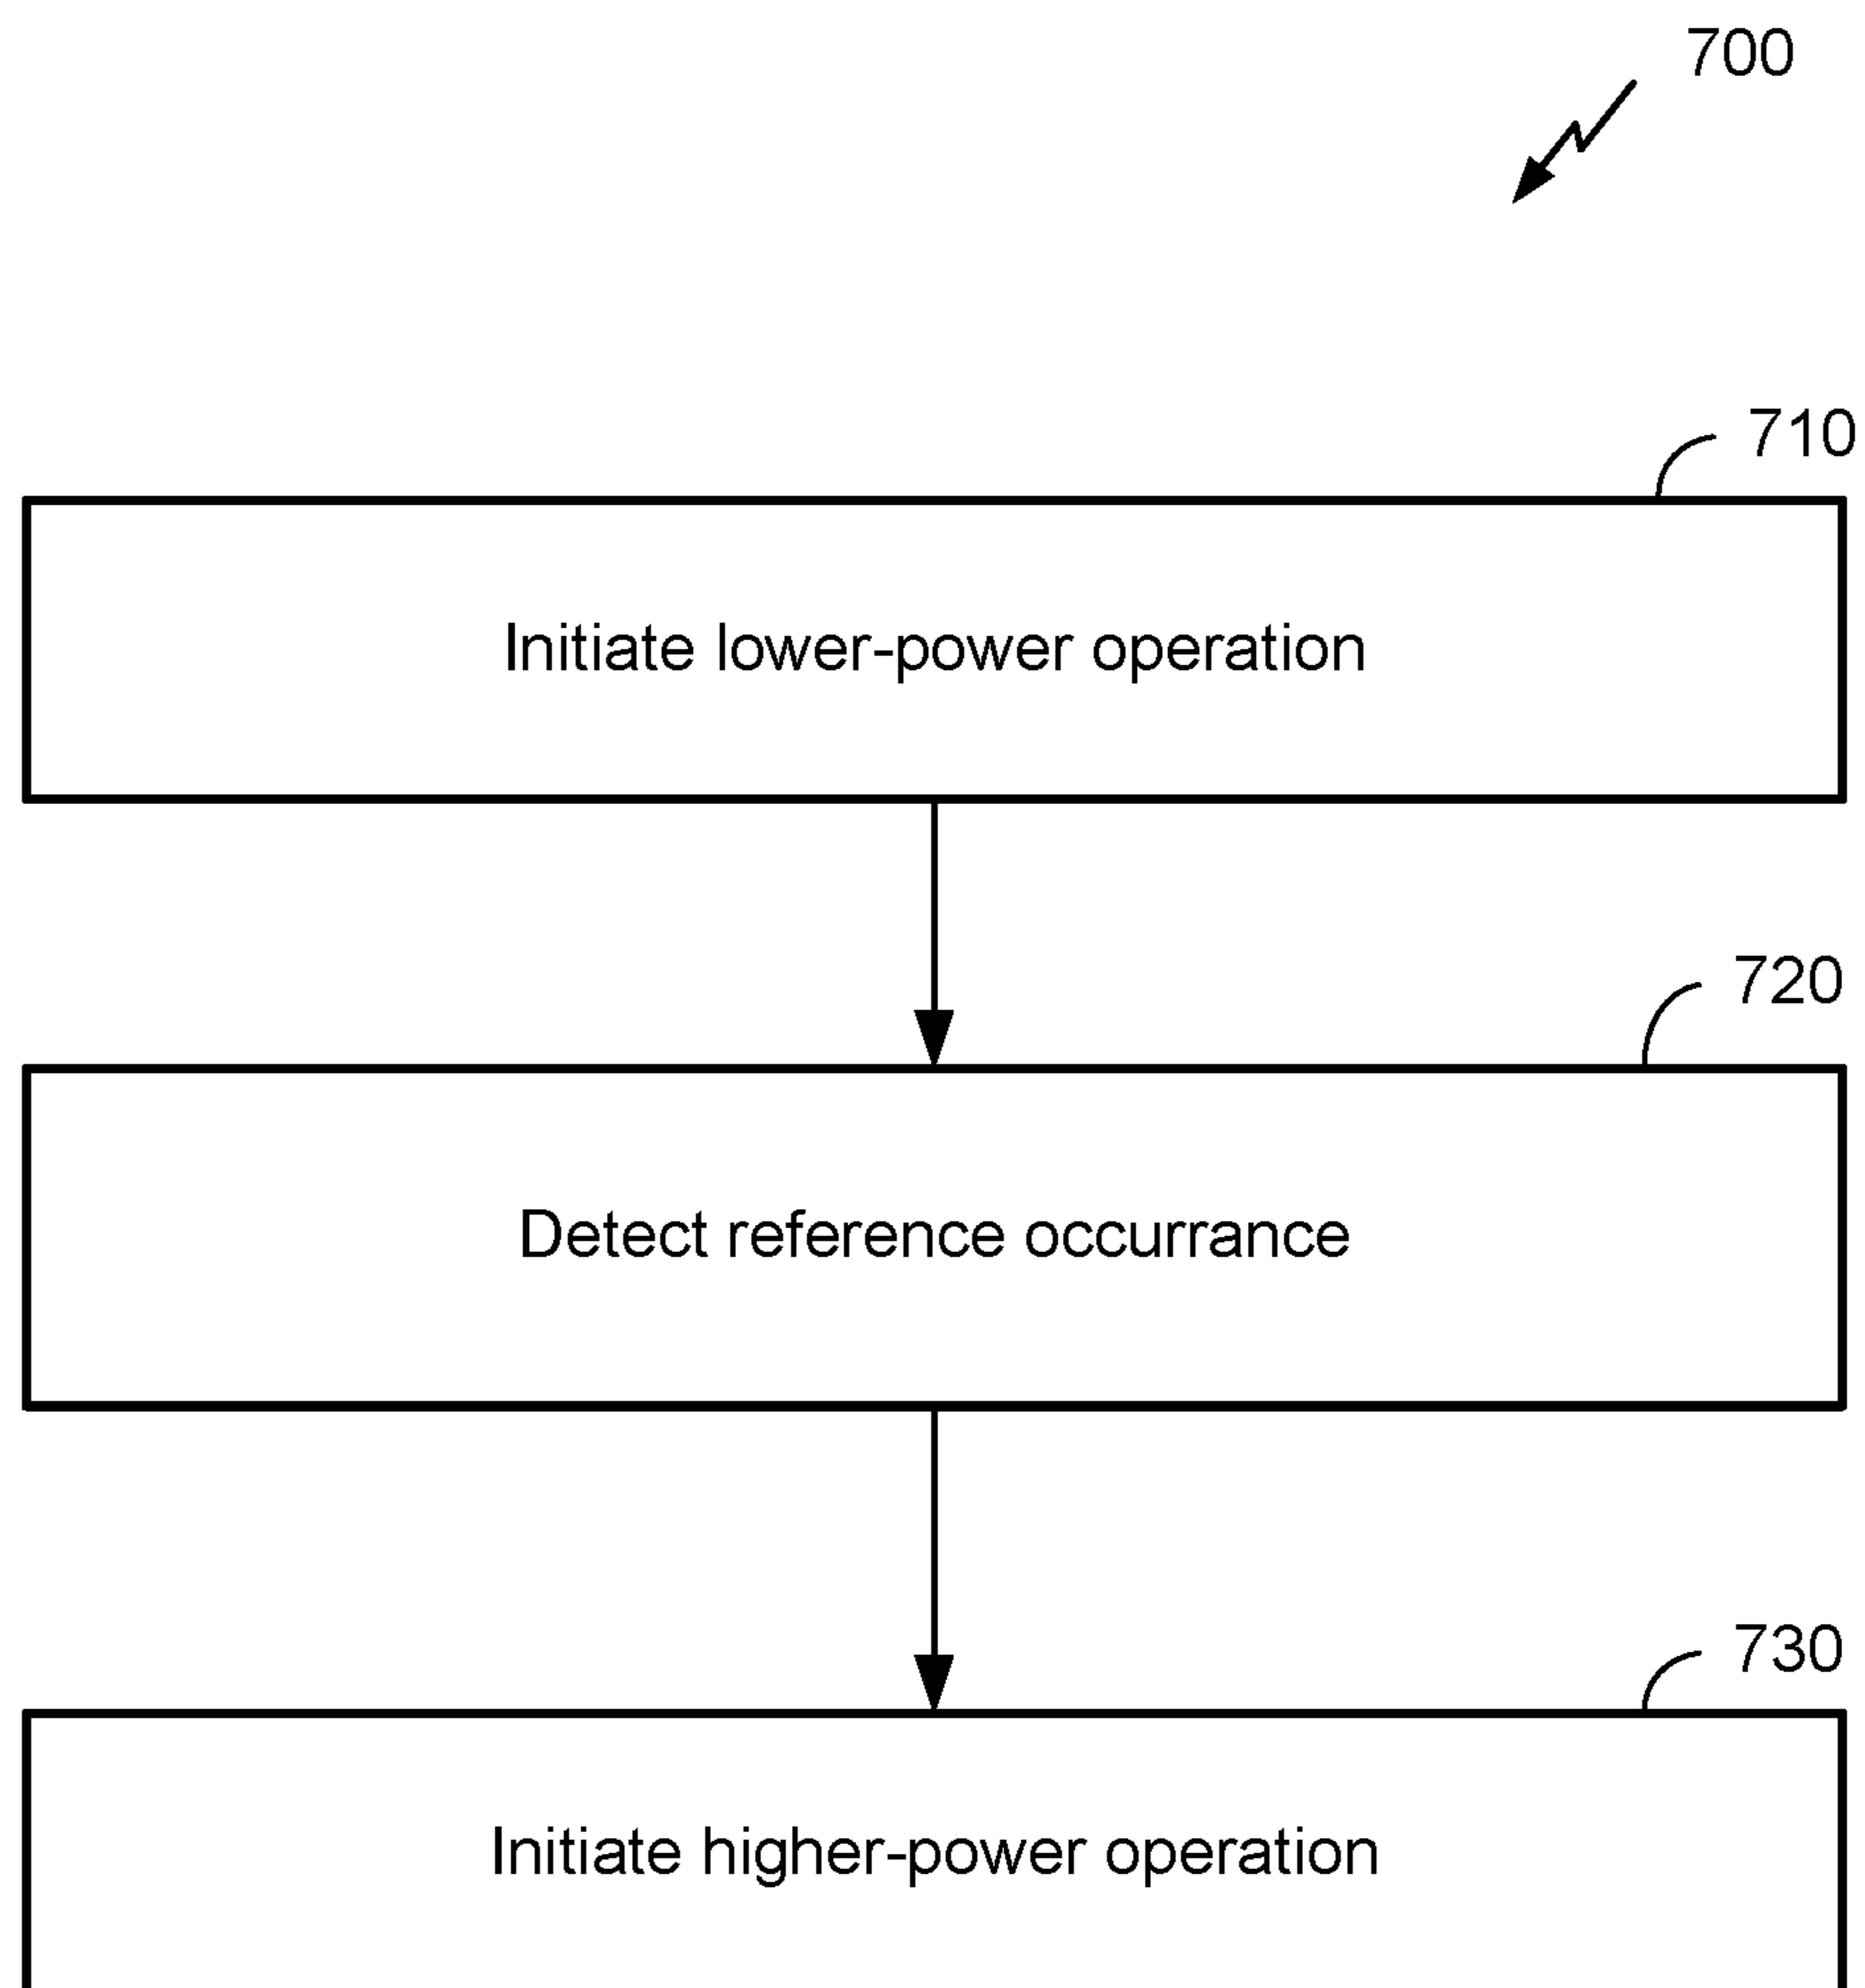 700
710
Initiate lower-power operation
720
Detect reference occurrance
730
Initiate higher-power operation